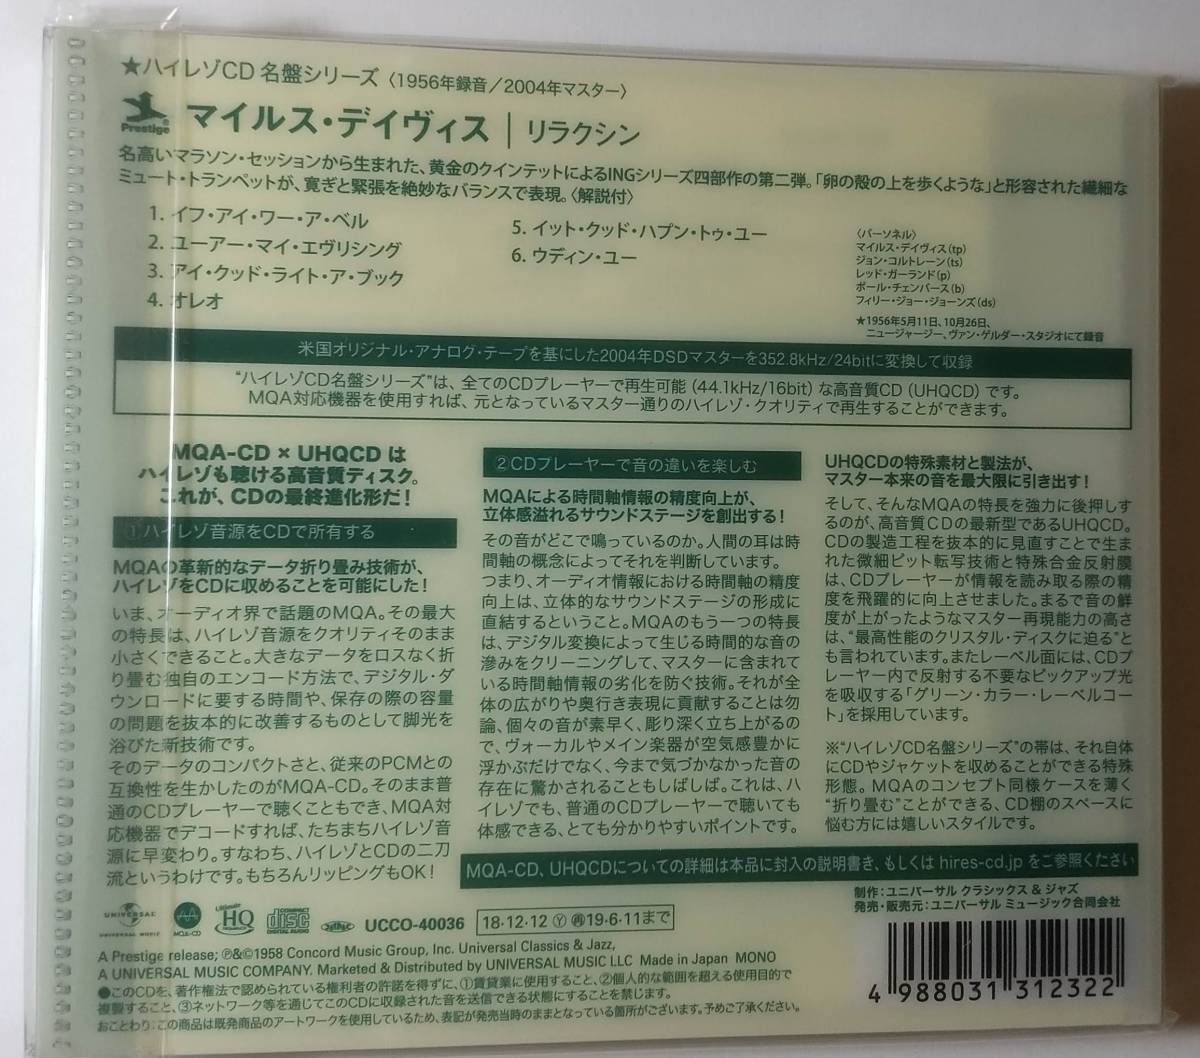 ★ハイレゾCD 名盤シリーズ〈1956年録音／2004年マスター〉
Prestige
マイルス・デイヴィス｜リラクシン
名高いマラソン・セッションから生まれた、黄金のクインテットによるINGシリーズ四部作の第二弾。「卵の殻の上を歩くような」と形容された繊細な
ミュート・トランペットが、寛ぎと緊張を絶妙なバランスで表現。〈解説付〉
1. イフ・アイ・ワー・ア・ベル
2. ユーアー・マイ・エヴリシング
3. アイ・クッド・ライト・ア・ブック
4. オレオ
5. イット・クッド・ハプン・トゥ・ユー
6. ウディン・ユー
〈パーソネル〉
マイルス・デイヴィス(tp)
ジョン・コルトレーン(ts)
レッド・ガーランド(p)
ポール・チェンバース(b)
フィリー・ジョー・ジョーンズ(ds)
★1956年5月11日、10月26日、
ニュージャージー、ヴァン・ゲルダー・スタジオにて録音
米国オリジナル・アナログ・テープを基にした2004年DSDマスターを352.8kHz/24bitに変換して収録
“ハイレゾCD名盤シリーズ”は、全てのCDプレーヤーで再生可能（44.1kHz/16bit）な高音質CD（UHQCD）です。
MQA対応機器を使用すれば、元となっているマスター通りのハイレゾ・クオリティで再生することができます。
MQA-CD × UHQCD は
ハイレゾも聴ける高音質ディスク。
これが、CDの最終進化形だ！
①ハイレゾ音源をCDで所有する
MQAの革新的なデータ折り畳み技術が、
ハイレゾをCDに収めることを可能にした！
いま、オーディオ界で話題のMQA。その最大
の特長は、ハイレゾ音源をクオリティそのまま
小さくできること。大きなデータをロスなく折
り畳む独自のエンコード方法で、デジタル・ダ
ウンロードに要する時間や、保存の際の容量
の問題を抜本的に改善するものとして脚光を
浴びた新技術です。
そのデータのコンパクトさと、従来のPCMとの
互換性を生かしたのがMQA-CD。そのまま普
通のCDプレーヤーで聴くこともでき、MQA対
応機器でデコードすれば、たちまちハイレゾ音
源に早変わり。すなわち、ハイレゾとCDの二刀
流というわけです。もちろんリッピングもOK！
②CDプレーヤーで音の違いを楽しむ
MQAによる時間軸情報の精度向上が、
立体感溢れるサウンドステージを創出する！
その音がどこで鳴っているのか。人間の耳は時
間軸の概念によってそれを判断しています。
つまり、オーディオ情報における時間軸の精度
向上は、立体的なサウンドステージの形成に
直結するということ。MQAのもう一つの特長
は、デジタル変換によって生じる時間的な音の
滲みをクリーニングして、マスターに含まれて
いる時間軸情報の劣化を防ぐ技術。それが全体
の広がりや奥行き表現に貢献することは勿
論、個々の音が素早く、彫り深く立ち上がるの
で、ヴォーカルやメイン楽器が空気感豊かに
浮かぶだけでなく、今まで気づかなかった音の
存在に驚かされることもしばしば。これは、ハ
イレゾでも、普通のCDプレーヤーで聴いても
体感できる、とても分かりやすいポイントです。
UHQCDの特殊素材と製法が、
マスター本来の音を最大限に引き出す！
そして、そんなMQAの特長を強力に後押しす
るのが、高音質CDの最新型であるUHQCD。
CDの製造工程を抜本的に見直すことで生ま
れた微細ピット転写技術と特殊合金反射膜
は、CDプレーヤーが情報を読み取る際の精
度を飛躍的に向上させました。まるで音の鮮
度が上がったようなマスター再現能力の高さ
は、“最高性能のクリスタル・ディスクに迫る”と
も言われています。またレーベル面には、CDプ
レーヤー内で反射する不要なピックアップ光
を吸収する「グリーン・カラー・レーベルコー
ト」を採用しています。
※“ハイレゾCD名盤シリーズ”の帯は、それ自体
にCDやジャケットを収めることができる特殊
形態。MQAのコンセプト同様ケースを薄く
“折り畳む”ことができる、CD棚のスペースに
悩む方には嬉しいスタイルです。
MQA-CD、UHQCDについての詳細は本品に封入の説明書き、もしくは hires-cd.jp をご参照ください
制作：ユニバーサル クラシックス & ジャズ
発売・販売元：ユニバーサル ミュージック合同会社
UNIVERSAL
UNIVERSAL MUSIC
MQA-CD
Ultimate HQ
COMPACT disc DIGITAL AUDIO
UCCO-40036
18・12・12 Ⓨ 再19・6・11まで
A Prestige release; ℗&©1958 Concord Music Group, Inc. Universal Classics & Jazz,
A UNIVERSAL MUSIC COMPANY. Marketed & Distributed by UNIVERSAL MUSIC LLC Made in Japan MONO
●このCDを、著作権法で認められている権利者の許諾を得ずに、①賃貸業に使用すること、②個人的な範囲を超える使用目的で
複製すること、③ネットワーク等を通じてこのCDに収録された音を送信できる状態にすることを禁じます。
おことわり：この商品は既発商品のアートワークを使用しているため、表記が発売当時のままとなっている箇所がございます。予めご了承ください。
4 988031 312322